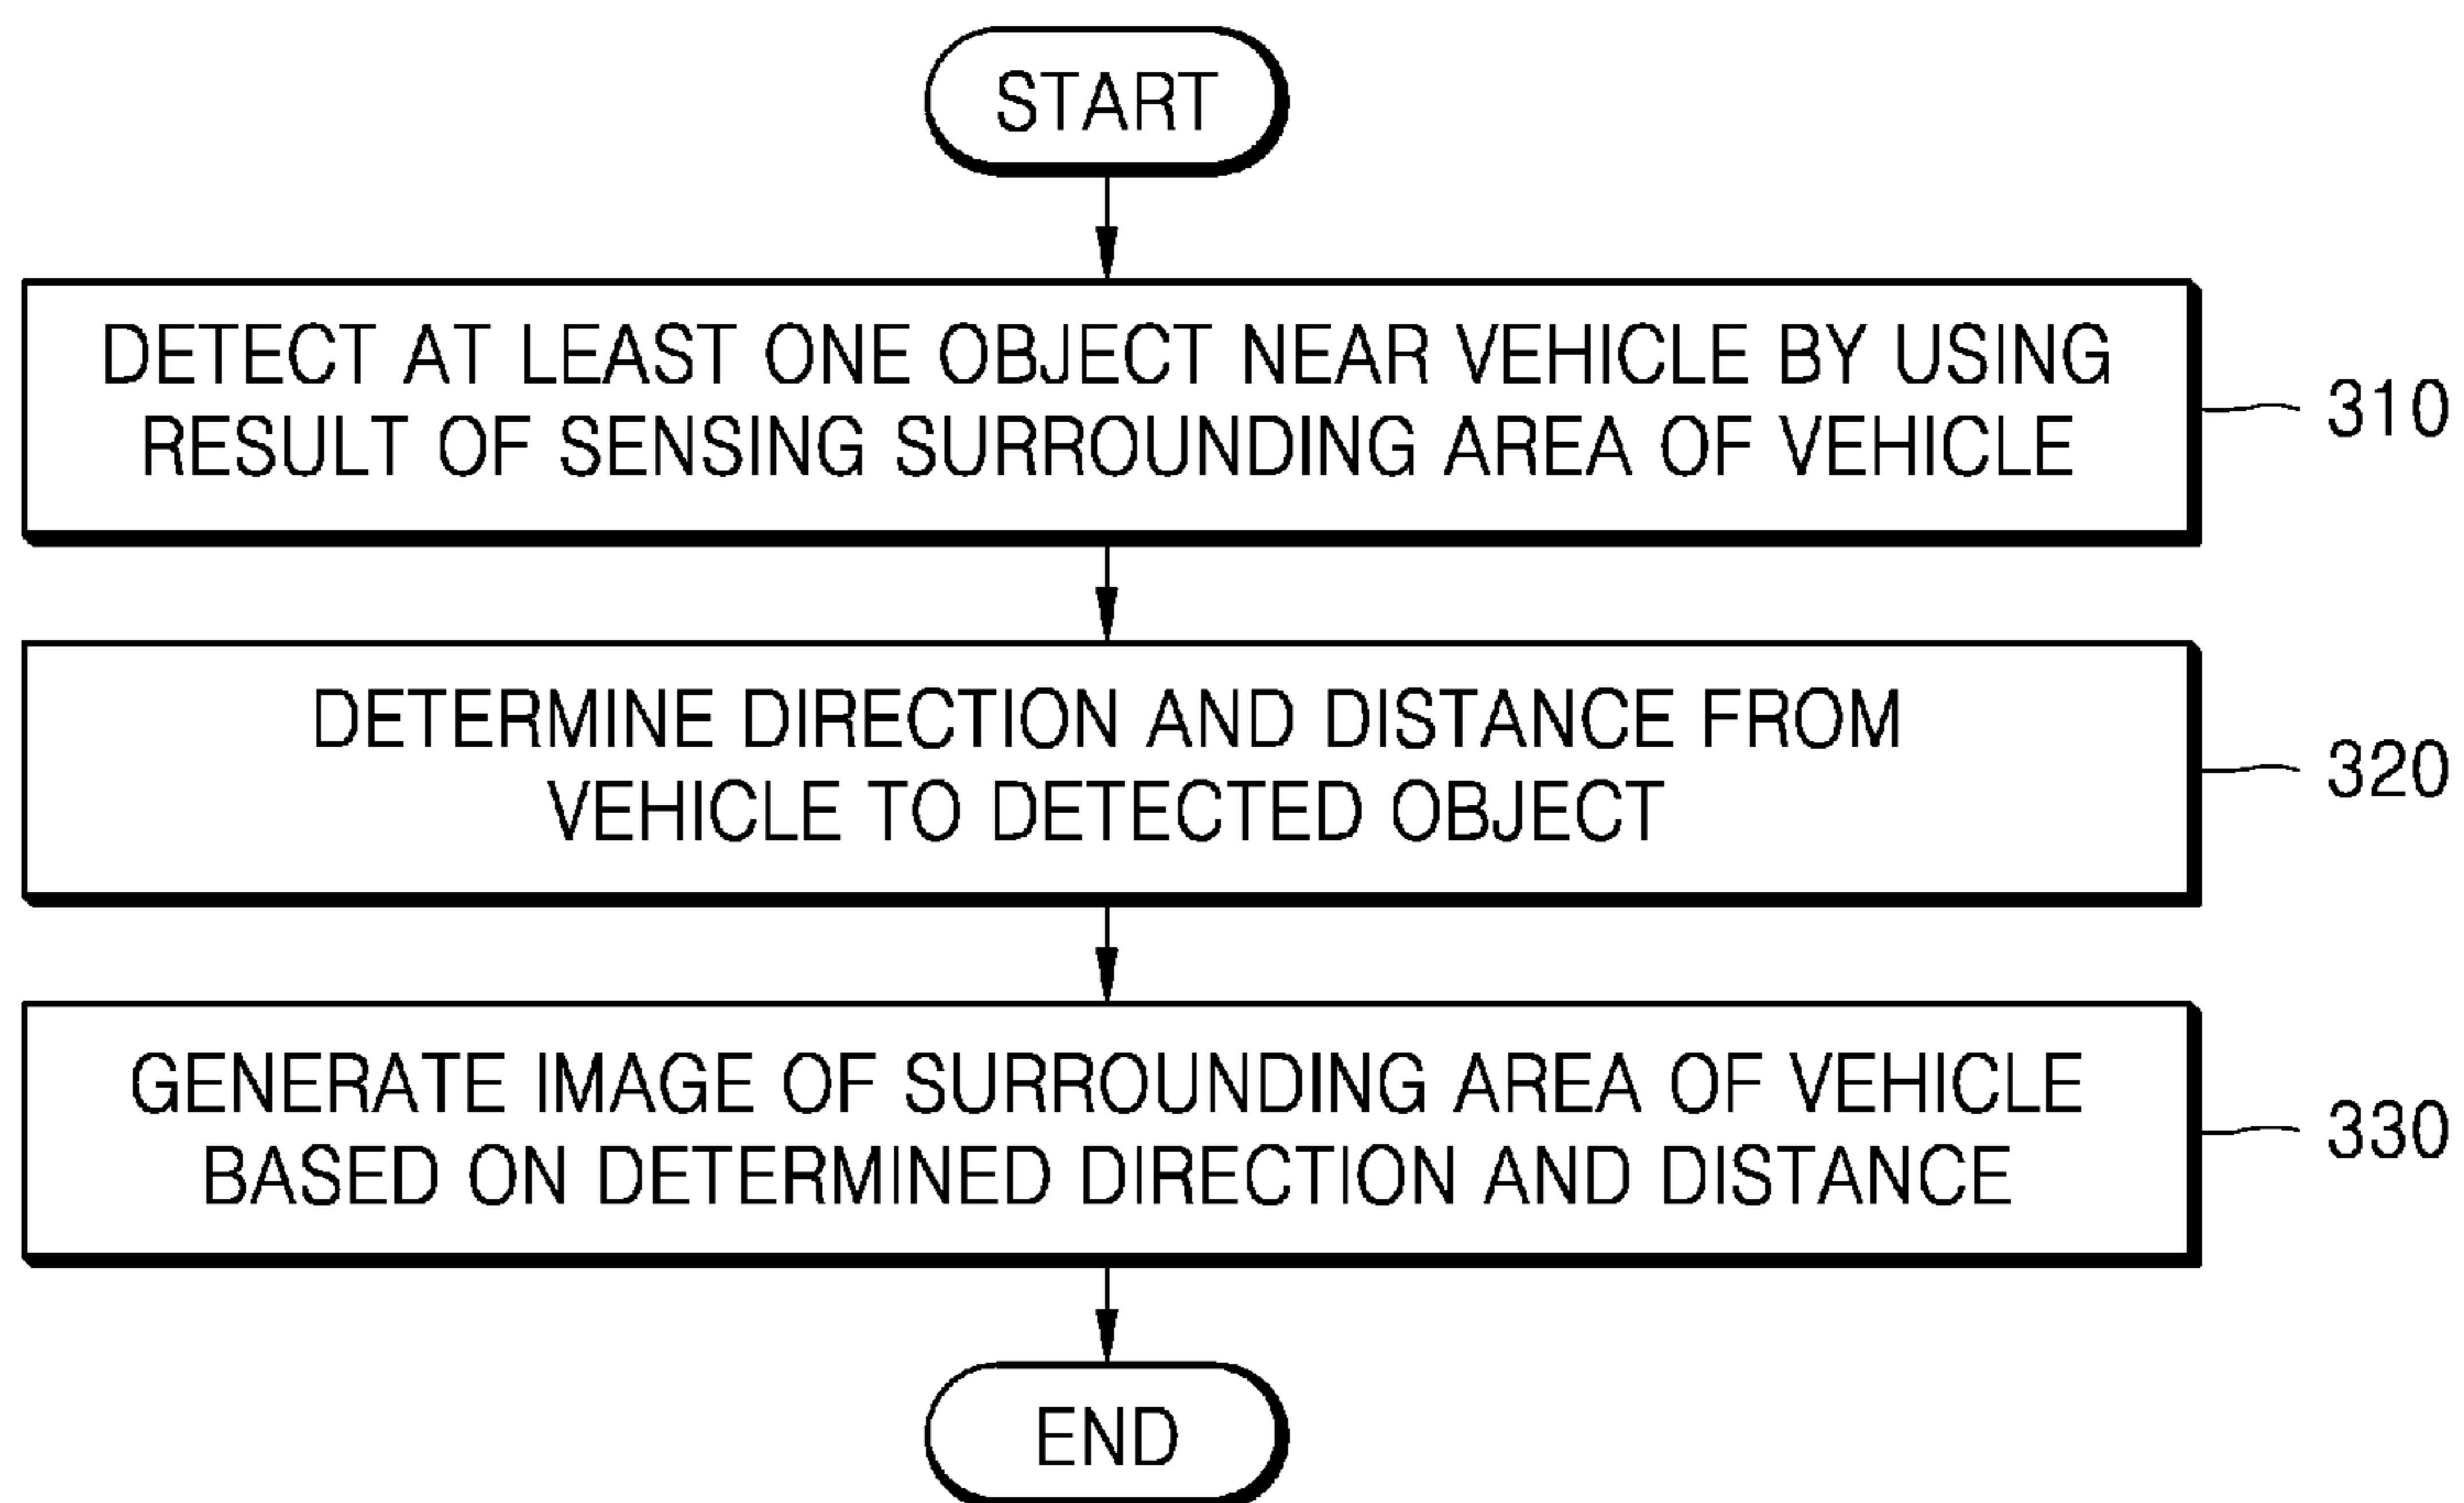 START
DETECT AT LEAST ONE OBJECT NEAR VEHICLE BY USING
RESULT OF SENSING SURROUNDING AREA OF VEHICLE
310
DETERMINE DIRECTION AND DISTANCE FROM
VEHICLE TO DETECTED OBJECT
320
GENERATE IMAGE OF SURROUNDING AREA OF VEHICLE
BASED ON DETERMINED DIRECTION AND DISTANCE
330
END